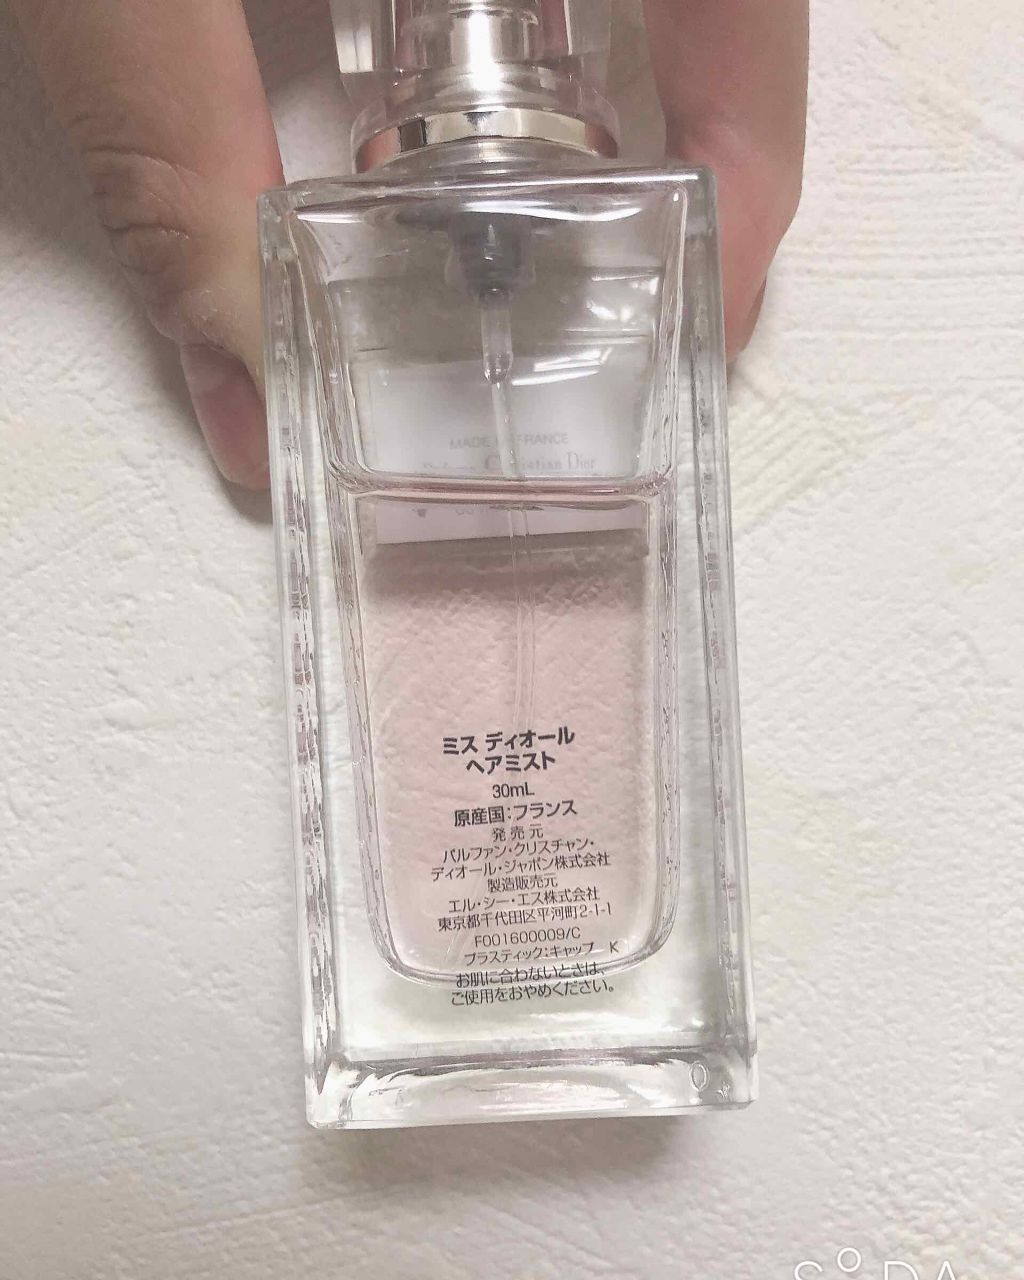 MADE FRANCE
Christian Dior
ミス ディオール
ヘアミスト
30mL
原産国:フランス
発売元
パルファン・クリスチャン・
ディオール・ジャポン株式会社
製造販売元
エル・シー・エス株式会社
東京都千代田区平河町2-1-1
F001600009/C
プラスティック:キャップ K
お肌に合わないときは、
ご使用をおやめください。
SODA